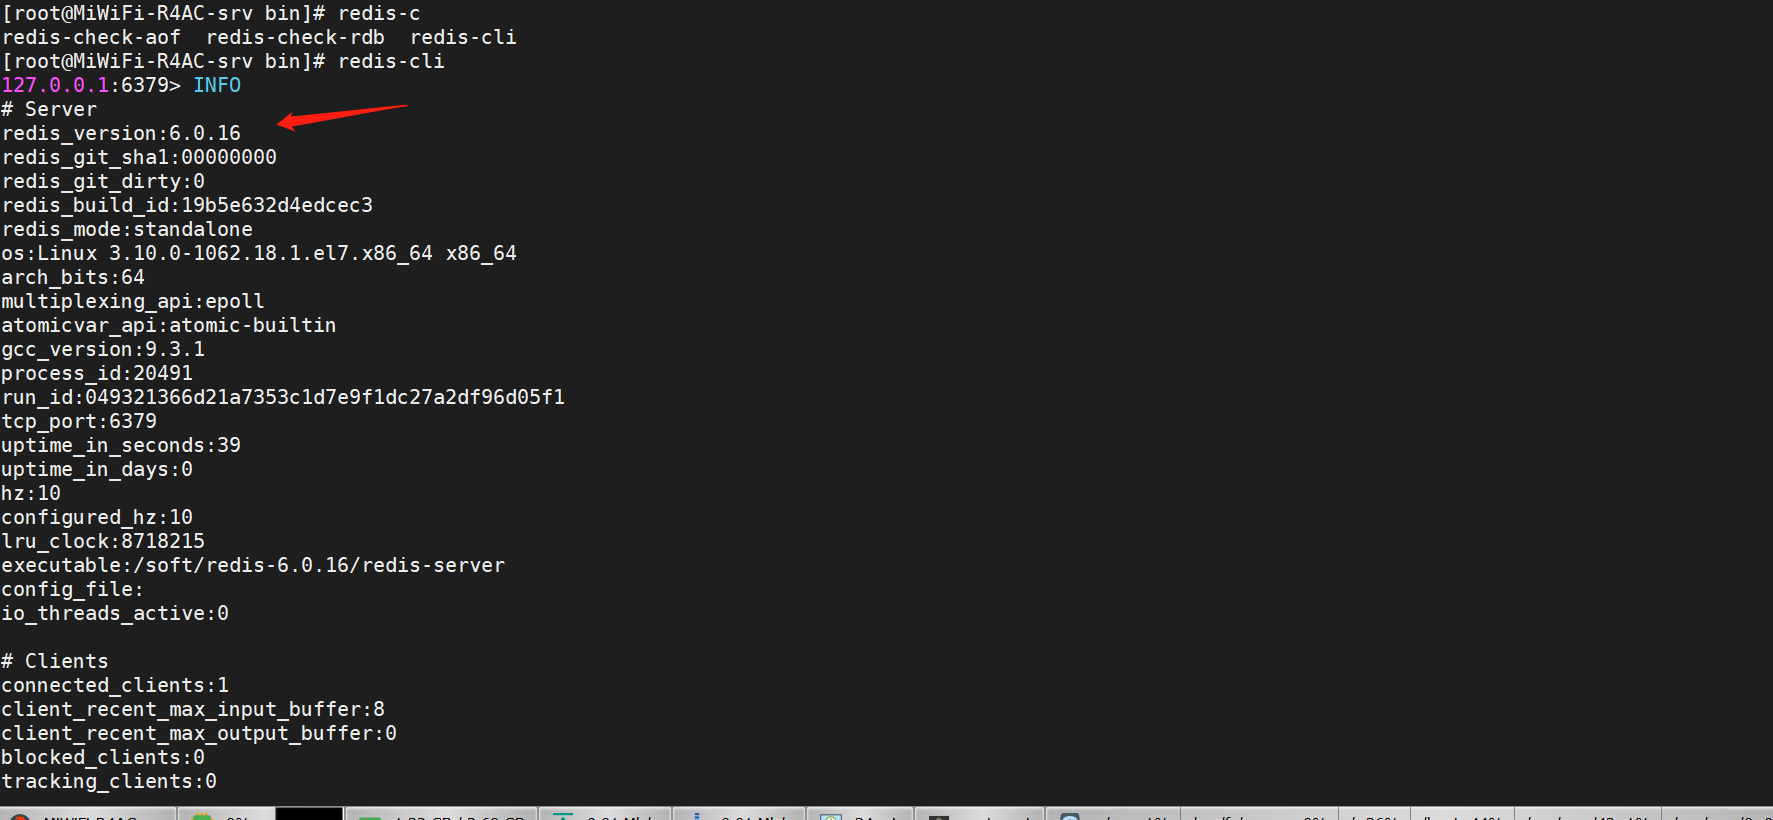 [root@MiWiFi-R4AC-srv bin]# redis-c
redis-check-aof  redis-check-rdb  redis-cli
[root@MiWiFi-R4AC-srv bin]# redis-cli
127.0.0.1:6379> INFO
# Server
redis_version:6.0.16
redis_git_sha1:00000000
redis_git_dirty:0
redis_build_id:19b5e632d4edcec3
redis_mode:standalone
os:Linux 3.10.0-1062.18.1.el7.x86_64 x86_64
arch_bits:64
multiplexing_api:epoll
atomicvar_api:atomic-builtin
gcc_version:9.3.1
process_id:20491
run_id:049321366d21a7353c1d7e9f1dc27a2df96d05f1
tcp_port:6379
uptime_in_seconds:39
uptime_in_days:0
hz:10
configured_hz:10
lru_clock:8718215
executable:/soft/redis-6.0.16/redis-server
config_file:
io_threads_active:0

# Clients
connected_clients:1
client_recent_max_input_buffer:8
client_recent_max_output_buffer:0
blocked_clients:0
tracking_clients:0